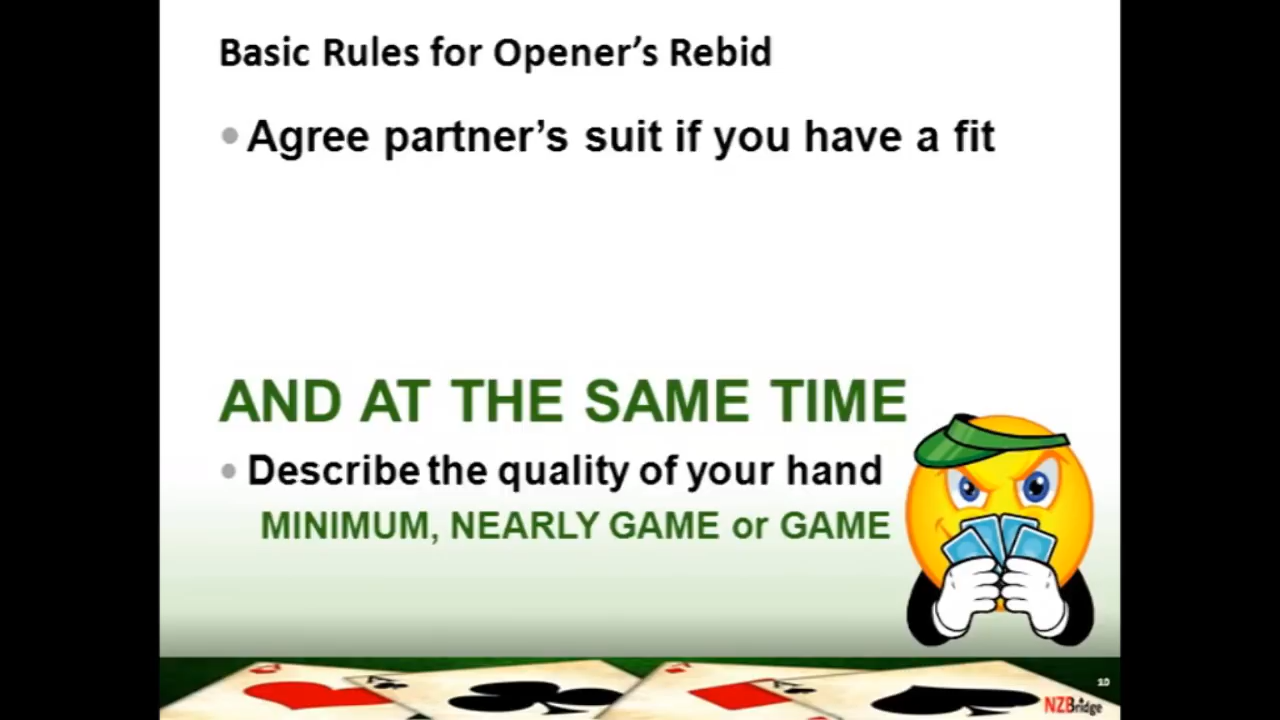 Basic Rules for Opener's Rebid
Agree partner's suit if you have a fit
AND AT THE SAME TIME
Describe the quality of your hand
MINIMUM, NEARLY GAME or GAME
10
NZBridge